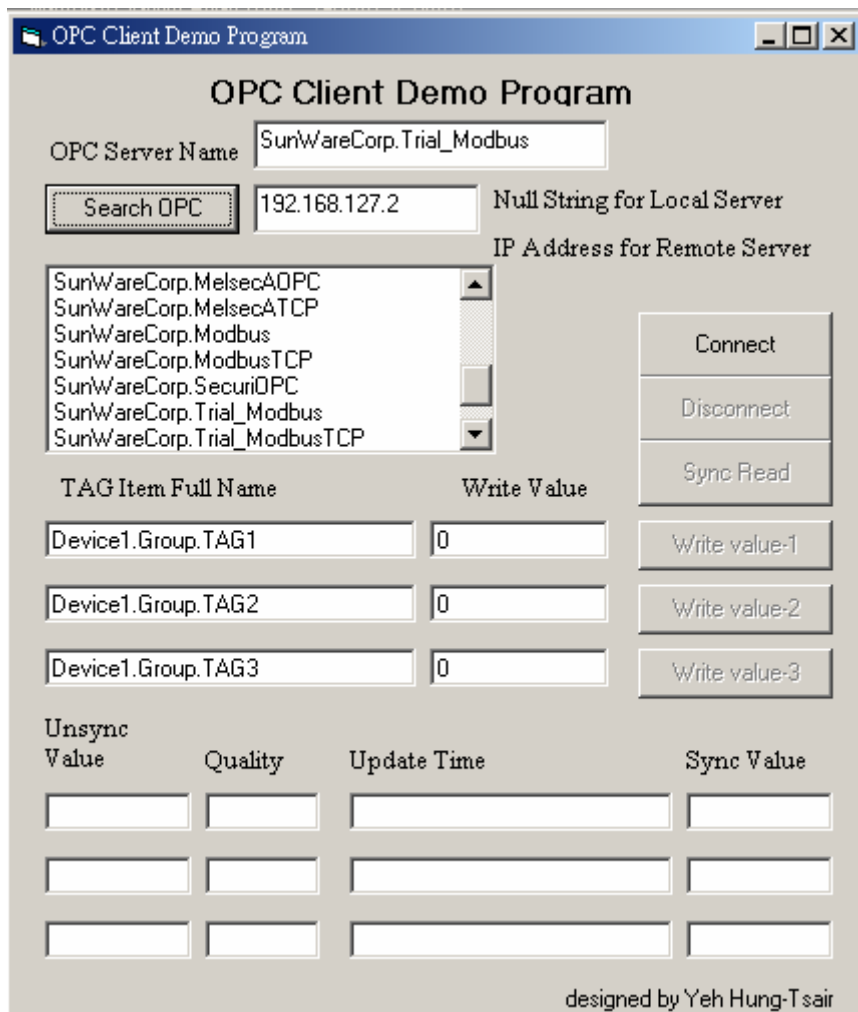 OPC Client Demo Program
OPC Client Demo Program
OPC Server Name SunWareCorp.Trial_Modbus
Search OPC 192.168.127.2 Null String for Local Server
IP Address for Remote Server
SunWareCorp.MelsecAOPC
SunWareCorp.MelsecATCP
SunWareCorp.Modbus
SunWareCorp.ModbusTCP
SunWareCorp.SecuriOPC
SunWareCorp.Trial_Modbus
SunWareCorp.Trial_ModbusTCP
Connect
Disconnect
Sync Read
TAG Item Full Name Write Value
Device1.Group.TAG1 0 Write value-1
Device1.Group.TAG2 0 Write value-2
Device1.Group.TAG3 0 Write value-3
Unsync
Value Quality Update Time Sync Value
designed by Yeh Hung-Tsair